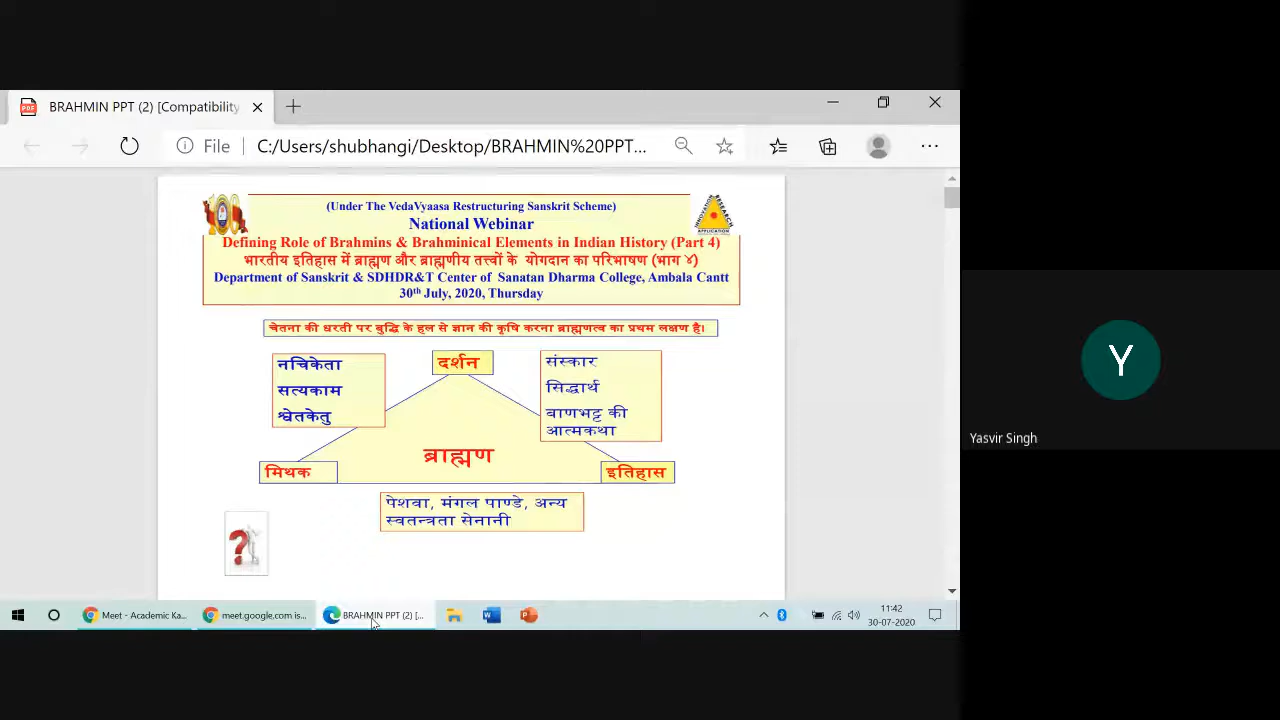 BRAHMIN PPT (2) [Compatibility
File
C:/Users/shubhangi/Desktop/BRAHMIN%20PPT...
(Under The VedaVyaasa Restructuring Sanskrit Scheme)
National Webinar
Defining Role of Brahmins & Brahminical Elements in Indian History (Part 4)
भारतीय इतिहास में ब्राह्मण और ब्राह्मणीय तत्त्वों के योगदान का परिभाषण (भाग ४)
Department of Sanskrit & SDHDR&T Center of Sanatan Dharma College, Ambala Cantt
30th July, 2020, Thursday
INNOVATION RESEARCH
APPLICATION
चेतना की धरती पर बुद्धि के हल से ज्ञान की कृषि करना ब्राह्मणत्व का प्रथम लक्षण है।
नचिकेता
सत्यकाम
श्वेतकेतु
दर्शन
संस्कार
सिद्धार्थ
बाणभट्ट की
आत्मकथा
ब्राह्मण
मिथक
इतिहास
पेशवा, मंगल पाण्डे, अन्य
स्वतन्त्रता सेनानी
Y
Yasvir Singh
Meet - Academic Ka...
meet.google.com is...
BRAHMIN PPT (2) [...
11:42
30-07-2020